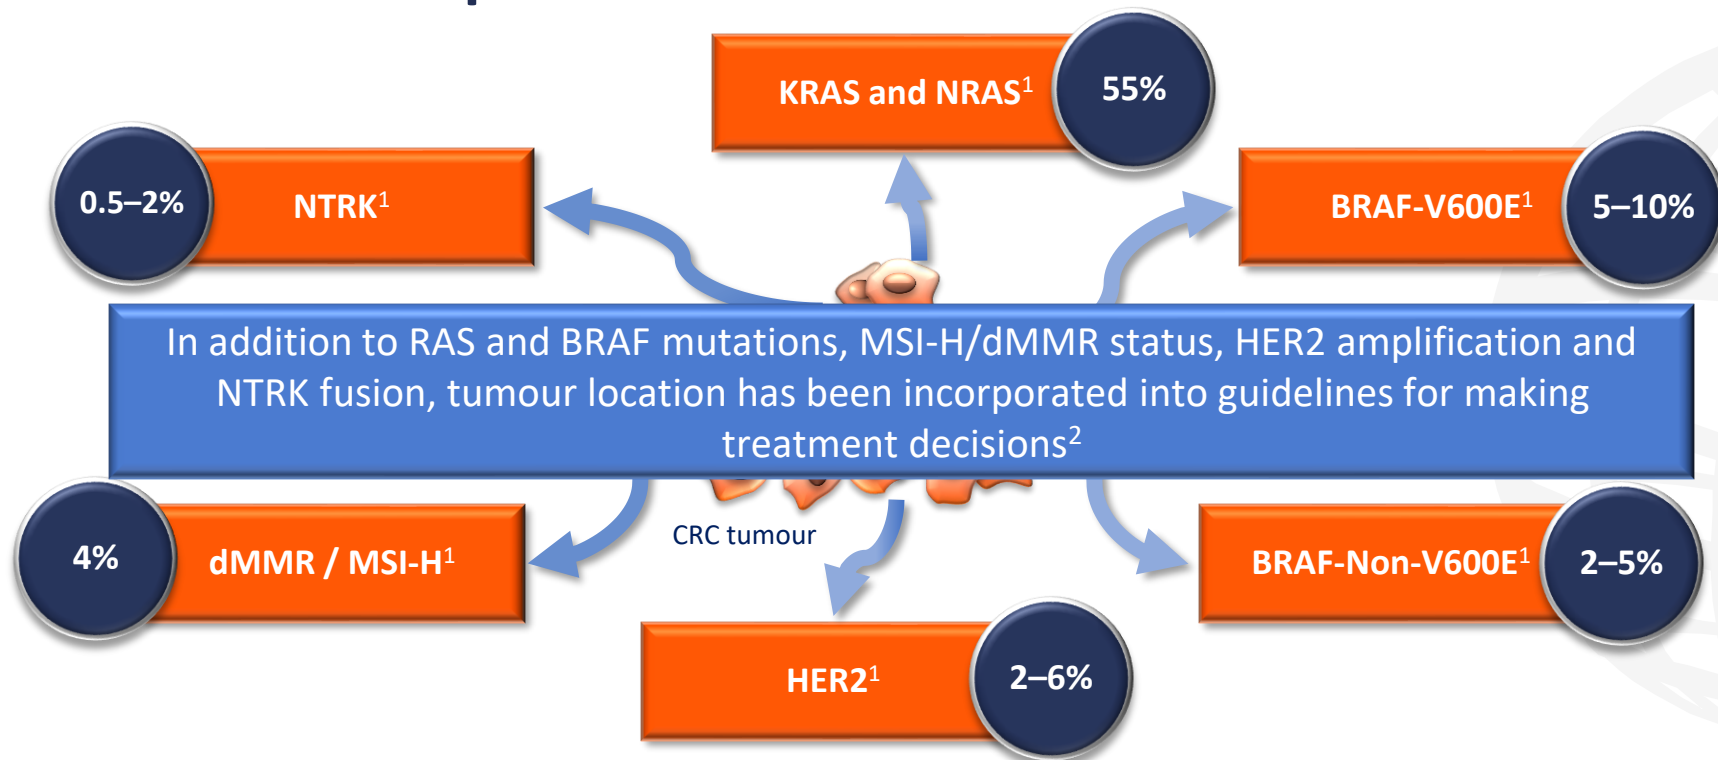 KRAS and NRAS1
55%
0.5–2%
NTRK1
BRAF-V600E1
5–10%
In addition to RAS and BRAF mutations, MSI-H/dMMR status, HER2 amplification and
NTRK fusion, tumour location has been incorporated into guidelines for making
treatment decisions2
4%
dMMR / MSI-H1
CRC tumour
BRAF-Non-V600E1
2–5%
HER21
2–6%